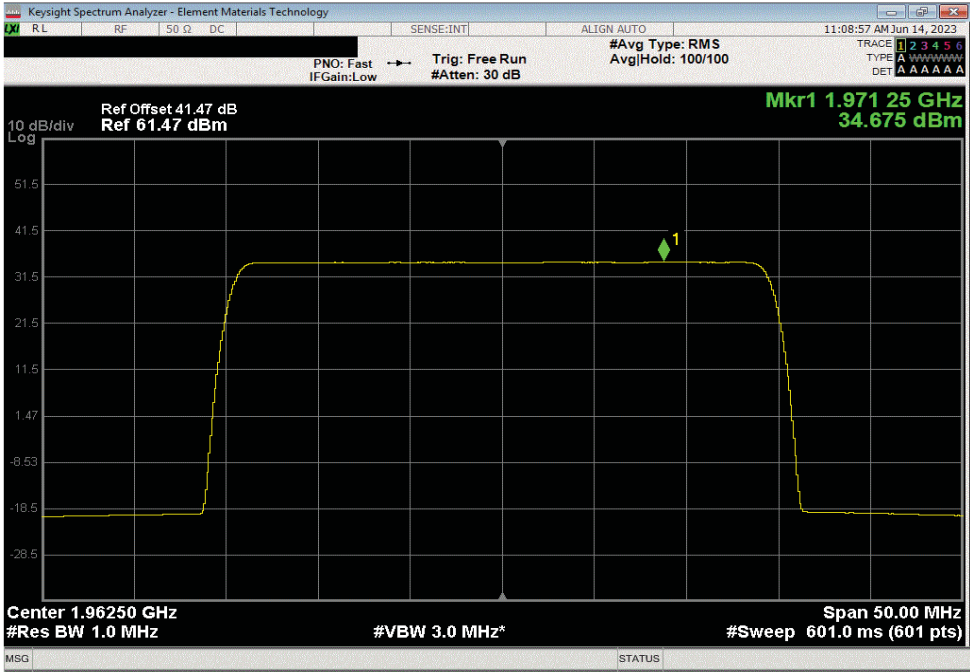 Keysight Spectrum Analyzer - Element Materials Technology
LXI RL RF 50 Ω DC SENSE:INT ALIGN AUTO 11:08:57 AM Jun 14, 2023
PNO: Fast
IFGain:Low
Trig: Free Run
#Atten: 30 dB
#Avg Type: RMS
Avg|Hold: 100/100
TRACE 1 2 3 4 5 6
TYPE A WWWWW
DET A A A A A A
Mkr1 1.971 25 GHz
34.675 dBm
Ref Offset 41.47 dB
10 dB/div Ref 61.47 dBm
Log
51.5
41.5
1
31.5
21.5
11.5
1.47
-8.53
-18.5
-28.5
Center 1.96250 GHz Span 50.00 MHz
#Res BW 1.0 MHz #VBW 3.0 MHz* #Sweep 601.0 ms (601 pts)
MSG STATUS